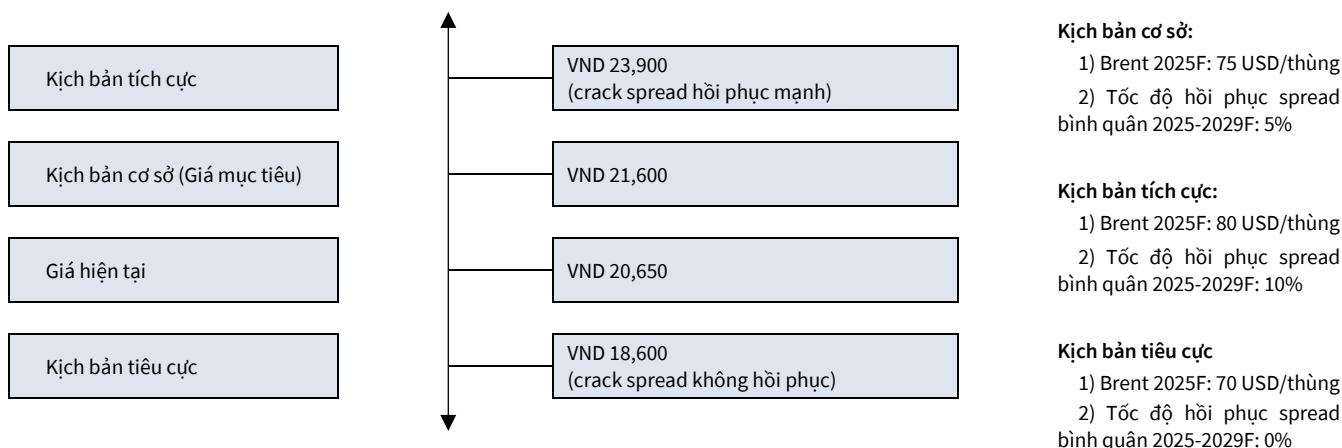 Kịch bản tích cực
VND 23,900
(crack spread hồi phục mạnh)
Kịch bản cơ sở (Giá mục tiêu)
VND 21,600
Giá hiện tại
VND 20,650
Kịch bản tiêu cực
VND 18,600
(crack spread không hồi phục)
Kịch bản cơ sở:
1) Brent 2025F: 75 USD/thùng
2) Tốc độ hồi phục spread
bình quân 2025-2029F: 5%
Kịch bản tích cực:
1) Brent 2025F: 80 USD/thùng
2) Tốc độ hồi phục spread
bình quân 2025-2029F: 10%
Kịch bản tiêu cực
1) Brent 2025F: 70 USD/thùng
2) Tốc độ hồi phục spread
bình quân 2025-2029F: 0%